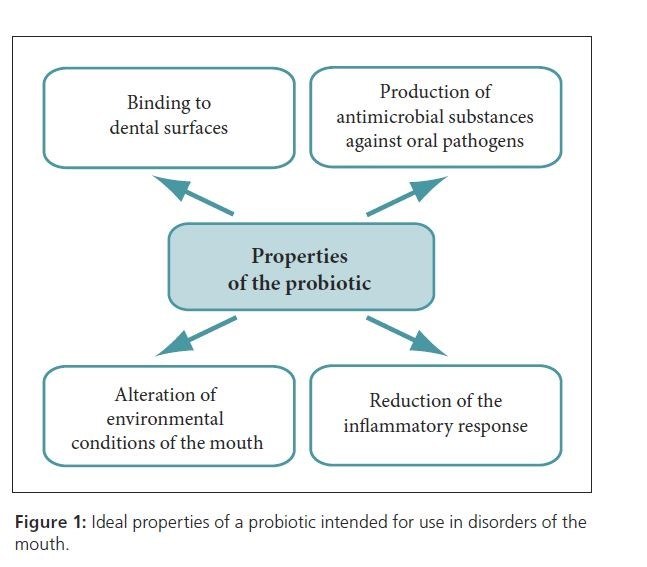 Binding to
dental surfaces
Production of
antimicrobial substances
against oral pathogens
Properties
of the probiotic
Alteration of
environmental
conditions of the mouth
Reduction of the
inflammatory response
Figure 1: Ideal properties of a probiotic intended for use in disorders of the
mouth.